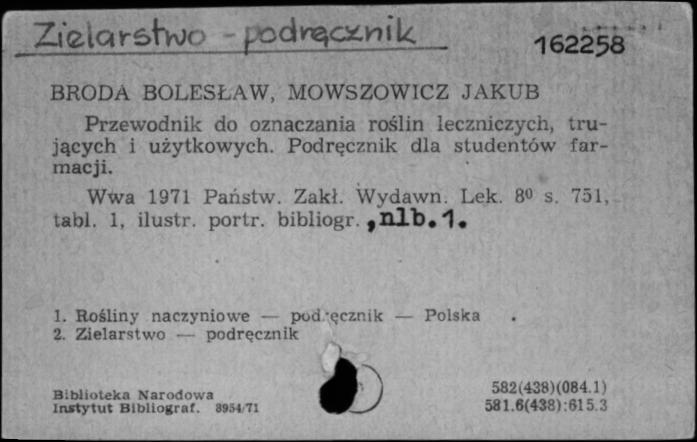 Zielarstwo - podręcznik
162258
BRODA BOLESŁAW, MOWSZOWICZ JAKUB
Przewodnik do oznaczania roślin leczniczych, tru-
jących i użytkowych. Podręcznik dla studentów far-
macji.
Wwa 1971 Państw. Zakł. Wydawn. Lek. 8⁰ s. 751,
tabl. 1, ilustr. portr. bibliogr. , nlb. 1.
1. Rośliny naczyniowe — podręcznik — Polska
2. Zielarstwo — podręcznik
Biblioteka Narodowa
Instytut Bibliograf. 8954/71
582(438)(084.1)
581.6(438):615.3